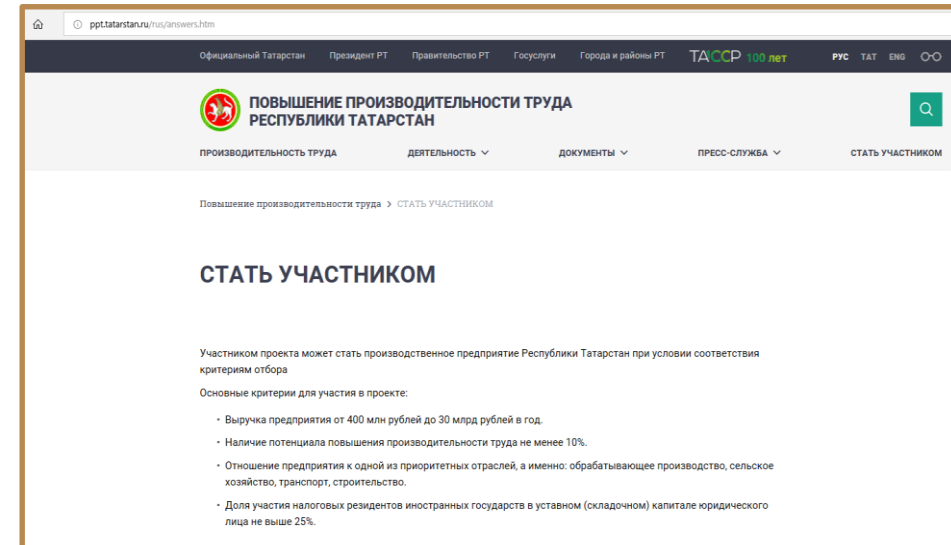 ppt.tatarstan.ru/rus/answers.htm
Официальный Татарстан Президент РТ Правительство РТ Госуслуги Города и районы РТ ТАССР 100 лет РУС ТАТ ENG
ПОВЫШЕНИЕ ПРОИЗВОДИТЕЛЬНОСТИ ТРУДА
РЕСПУБЛИКИ ТАТАРСТАН
ПРОИЗВОДИТЕЛЬНОСТЬ ТРУДА ДЕЯТЕЛЬНОСТЬ ДОКУМЕНТЫ ПРЕСС-СЛУЖБА СТАТЬ УЧАСТНИКОМ
Повышение производительности труда > СТАТЬ УЧАСТНИКОМ
СТАТЬ УЧАСТНИКОМ
Участником проекта может стать производственное предприятие Республики Татарстан при условии соответствия
критериям отбора
Основные критерии для участия в проекте:
• Выручка предприятия от 400 млн рублей до 30 млрд рублей в год.
• Наличие потенциала повышения производительности труда не менее 10%.
• Отношение предприятия к одной из приоритетных отраслей, а именно: обрабатывающее производство, сельское
хозяйство, транспорт, строительство.
• Доля участия налоговых резидентов иностранных государств в уставном (складочном) капитале юридического
лица не выше 25%.